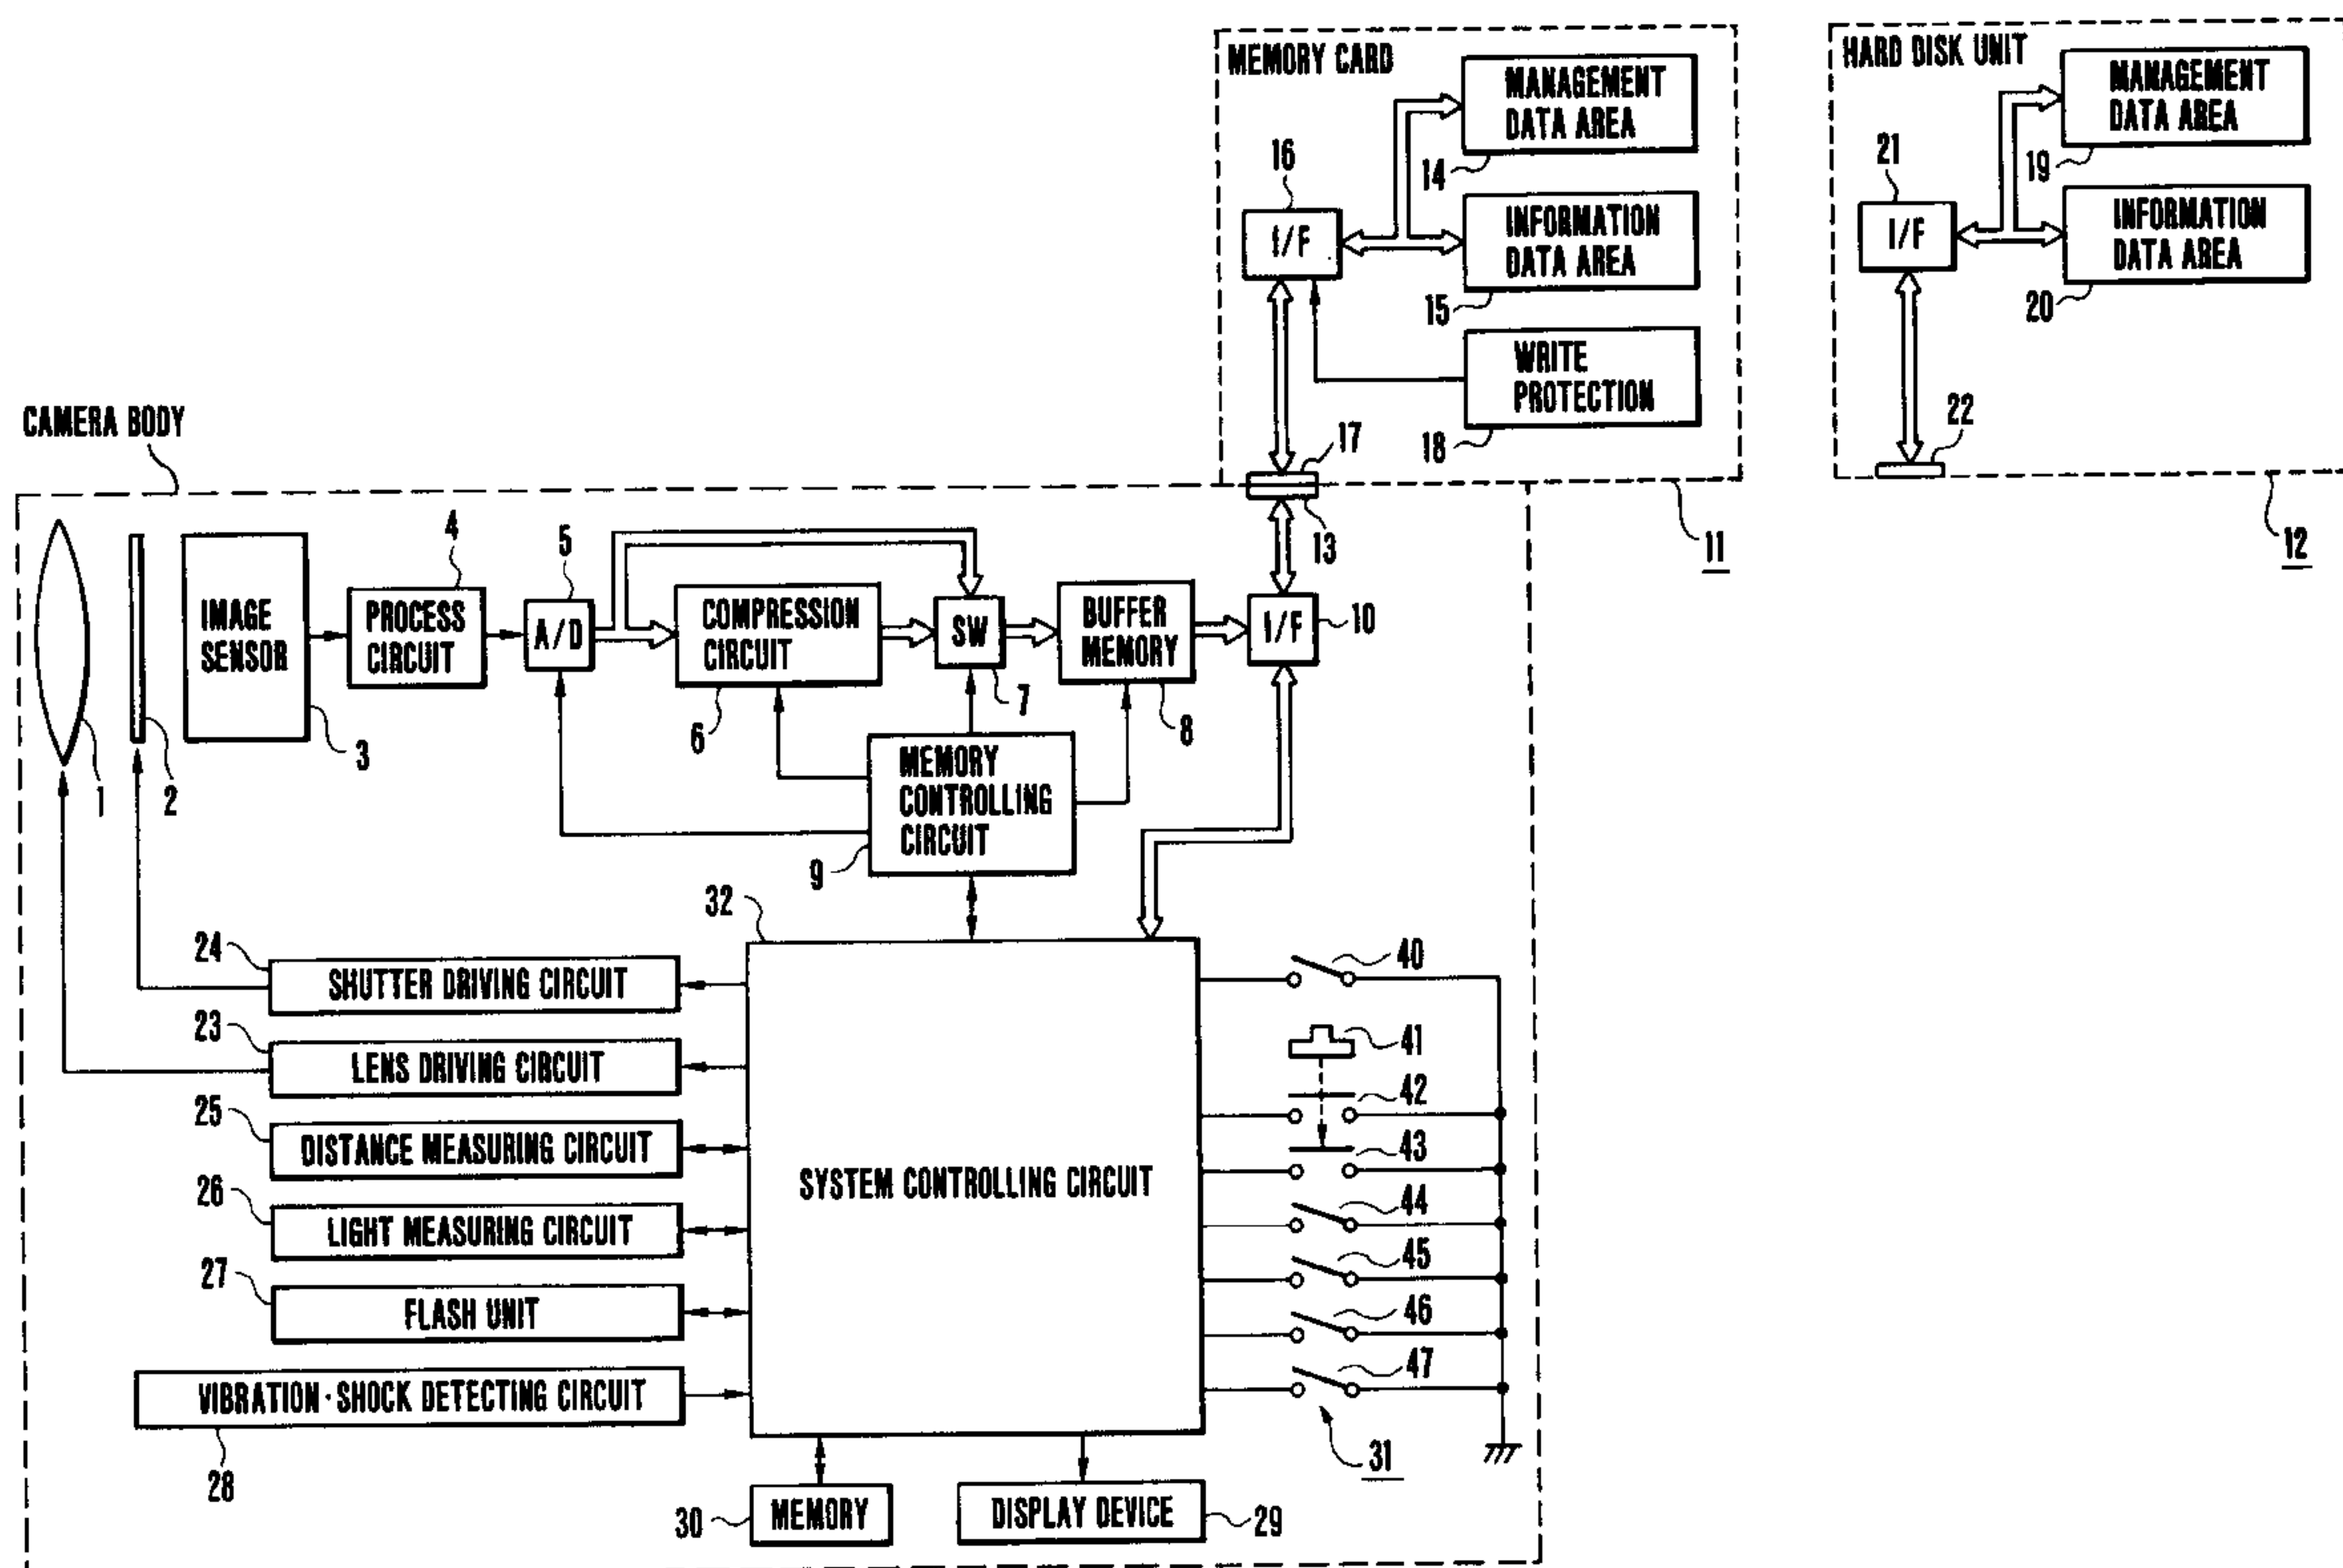 MEMORY CARD
MANAGEMENT
DATA AREA
14
16
I/F
INFORMATION
DATA AREA
15
WRITE
PROTECTION
18
17
13
11
HARD DISK UNIT
MANAGEMENT
DATA AREA
19
21
I/F
INFORMATION
DATA AREA
20
22
12
CAMERA BODY
1
2
IMAGE
SENSOR
3
4
PROCESS
CIRCUIT
5
A/D
COMPRESSION
CIRCUIT
6
SW
7
BUFFER
MEMORY
8
I/F
10
MEMORY
CONTROLLING
CIRCUIT
9
32
SYSTEM CONTROLLING CIRCUIT
24
SHUTTER DRIVING CIRCUIT
23
LENS DRIVING CIRCUIT
25
DISTANCE MEASURING CIRCUIT
26
LIGHT MEASURING CIRCUIT
27
FLASH UNIT
VIBRATION·SHOCK DETECTING CIRCUIT
28
40
41
42
43
44
45
46
47
31
30
MEMORY
DISPLAY DEVICE
29